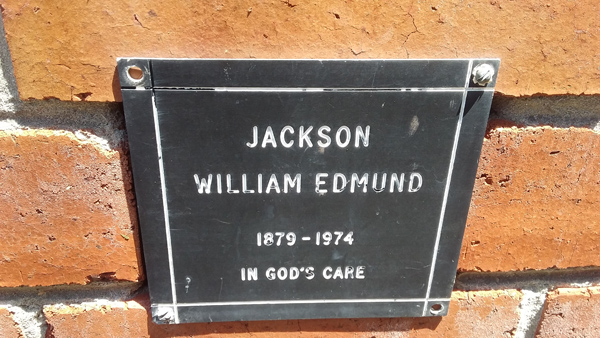 JACKSON
WILLIAM EDMUND
1879 - 1974
IN GOD'S CARE